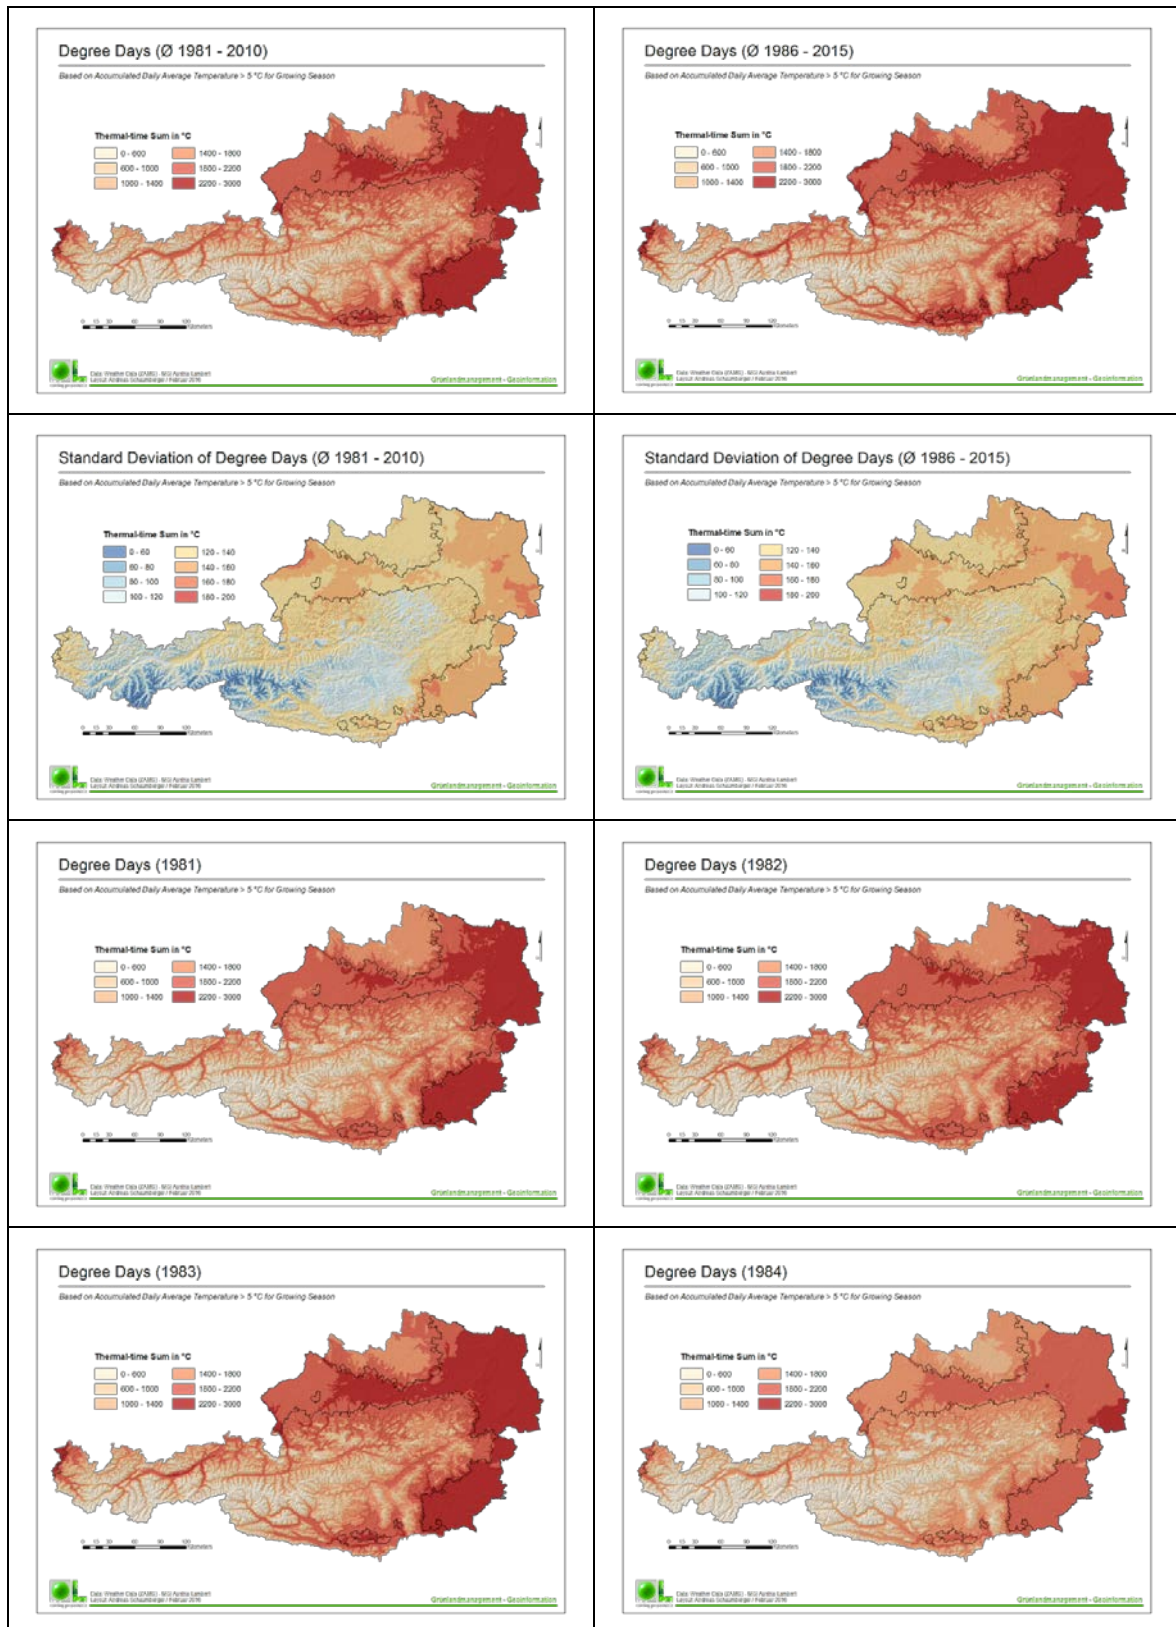 Degree Days (Ø 1981 - 2010)
Based on Accumulated Daily Average Temperature > 5 °C for Growing Season
Thermal-time Sum in °C
0 - 600
1400 - 1800
600 - 1000
1800 - 2200
1000 - 1400
2200 - 3000
Kilometers
Grünlandmanagement - Geoinformation
Degree Days (Ø 1986 - 2015)
Based on Accumulated Daily Average Temperature > 5 °C for Growing Season
Thermal-time Sum in °C
0 - 600
1400 - 1800
600 - 1000
1800 - 2200
1000 - 1400
2200 - 3000
Kilometers
Grünlandmanagement - Geoinformation
Standard Deviation of Degree Days (Ø 1981 - 2010)
Based on Accumulated Daily Average Temperature > 5 °C for Growing Season
Thermal-time Sum in °C
0 - 60
120 - 140
60 - 80
140 - 160
80 - 100
160 - 180
100 - 120
180 - 200
Kilometers
Grünlandmanagement - Geoinformation
Standard Deviation of Degree Days (Ø 1986 - 2015)
Based on Accumulated Daily Average Temperature > 5 °C for Growing Season
Thermal-time Sum in °C
0 - 60
120 - 140
60 - 80
140 - 160
80 - 100
160 - 180
100 - 120
180 - 200
Kilometers
Grünlandmanagement - Geoinformation
Degree Days (1981)
Based on Accumulated Daily Average Temperature > 5 °C for Growing Season
Thermal-time Sum in °C
0 - 600
1400 - 1800
600 - 1000
1800 - 2200
1000 - 1400
2200 - 3000
Kilometers
Grünlandmanagement - Geoinformation
Degree Days (1982)
Based on Accumulated Daily Average Temperature > 5 °C for Growing Season
Thermal-time Sum in °C
0 - 600
1400 - 1800
600 - 1000
1800 - 2200
1000 - 1400
2200 - 3000
Kilometers
Grünlandmanagement - Geoinformation
Degree Days (1983)
Based on Accumulated Daily Average Temperature > 5 °C for Growing Season
Thermal-time Sum in °C
0 - 600
1400 - 1800
600 - 1000
1800 - 2200
1000 - 1400
2200 - 3000
Kilometers
Grünlandmanagement - Geoinformation
Degree Days (1984)
Based on Accumulated Daily Average Temperature > 5 °C for Growing Season
Thermal-time Sum in °C
0 - 600
1400 - 1800
600 - 1000
1800 - 2200
1000 - 1400
2200 - 3000
Kilometers
Grünlandmanagement - Geoinformation